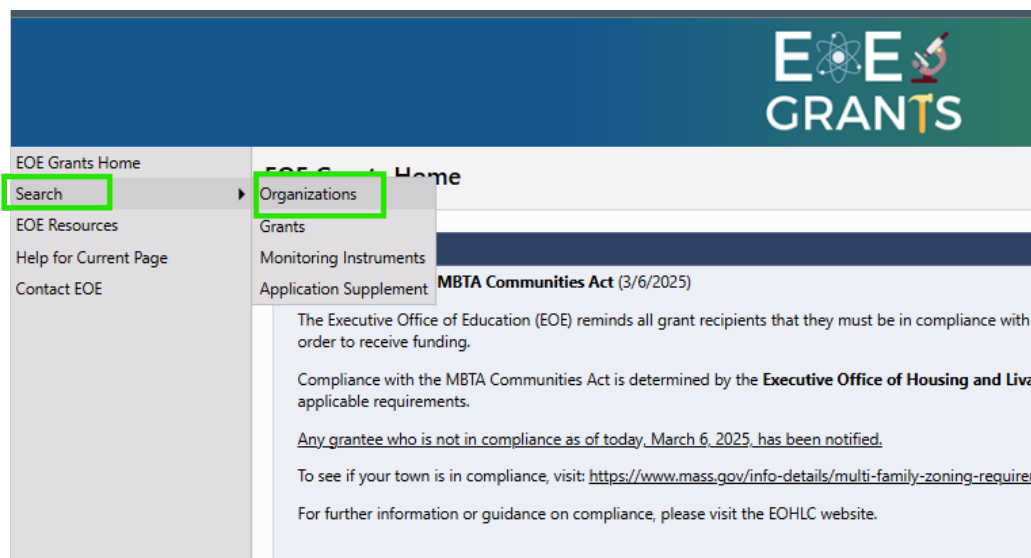 EOE
GRANTS
EOE Grants Home
Search
EOE Resources
Help for Current Page
Contact EOE
Home
Organizations
Grants
Monitoring Instruments
Application Supplement
MBTA Communities Act (3/6/2025)
The Executive Office of Education (EOE) reminds all grant recipients that they must be in compliance with
order to receive funding.
Compliance with the MBTA Communities Act is determined by the Executive Office of Housing and Liva
applicable requirements.
Any grantee who is not in compliance as of today, March 6, 2025, has been notified.
To see if your town is in compliance, visit: https://www.mass.gov/info-details/multi-family-zoning-require
For further information or guidance on compliance, please visit the EOHLC website.